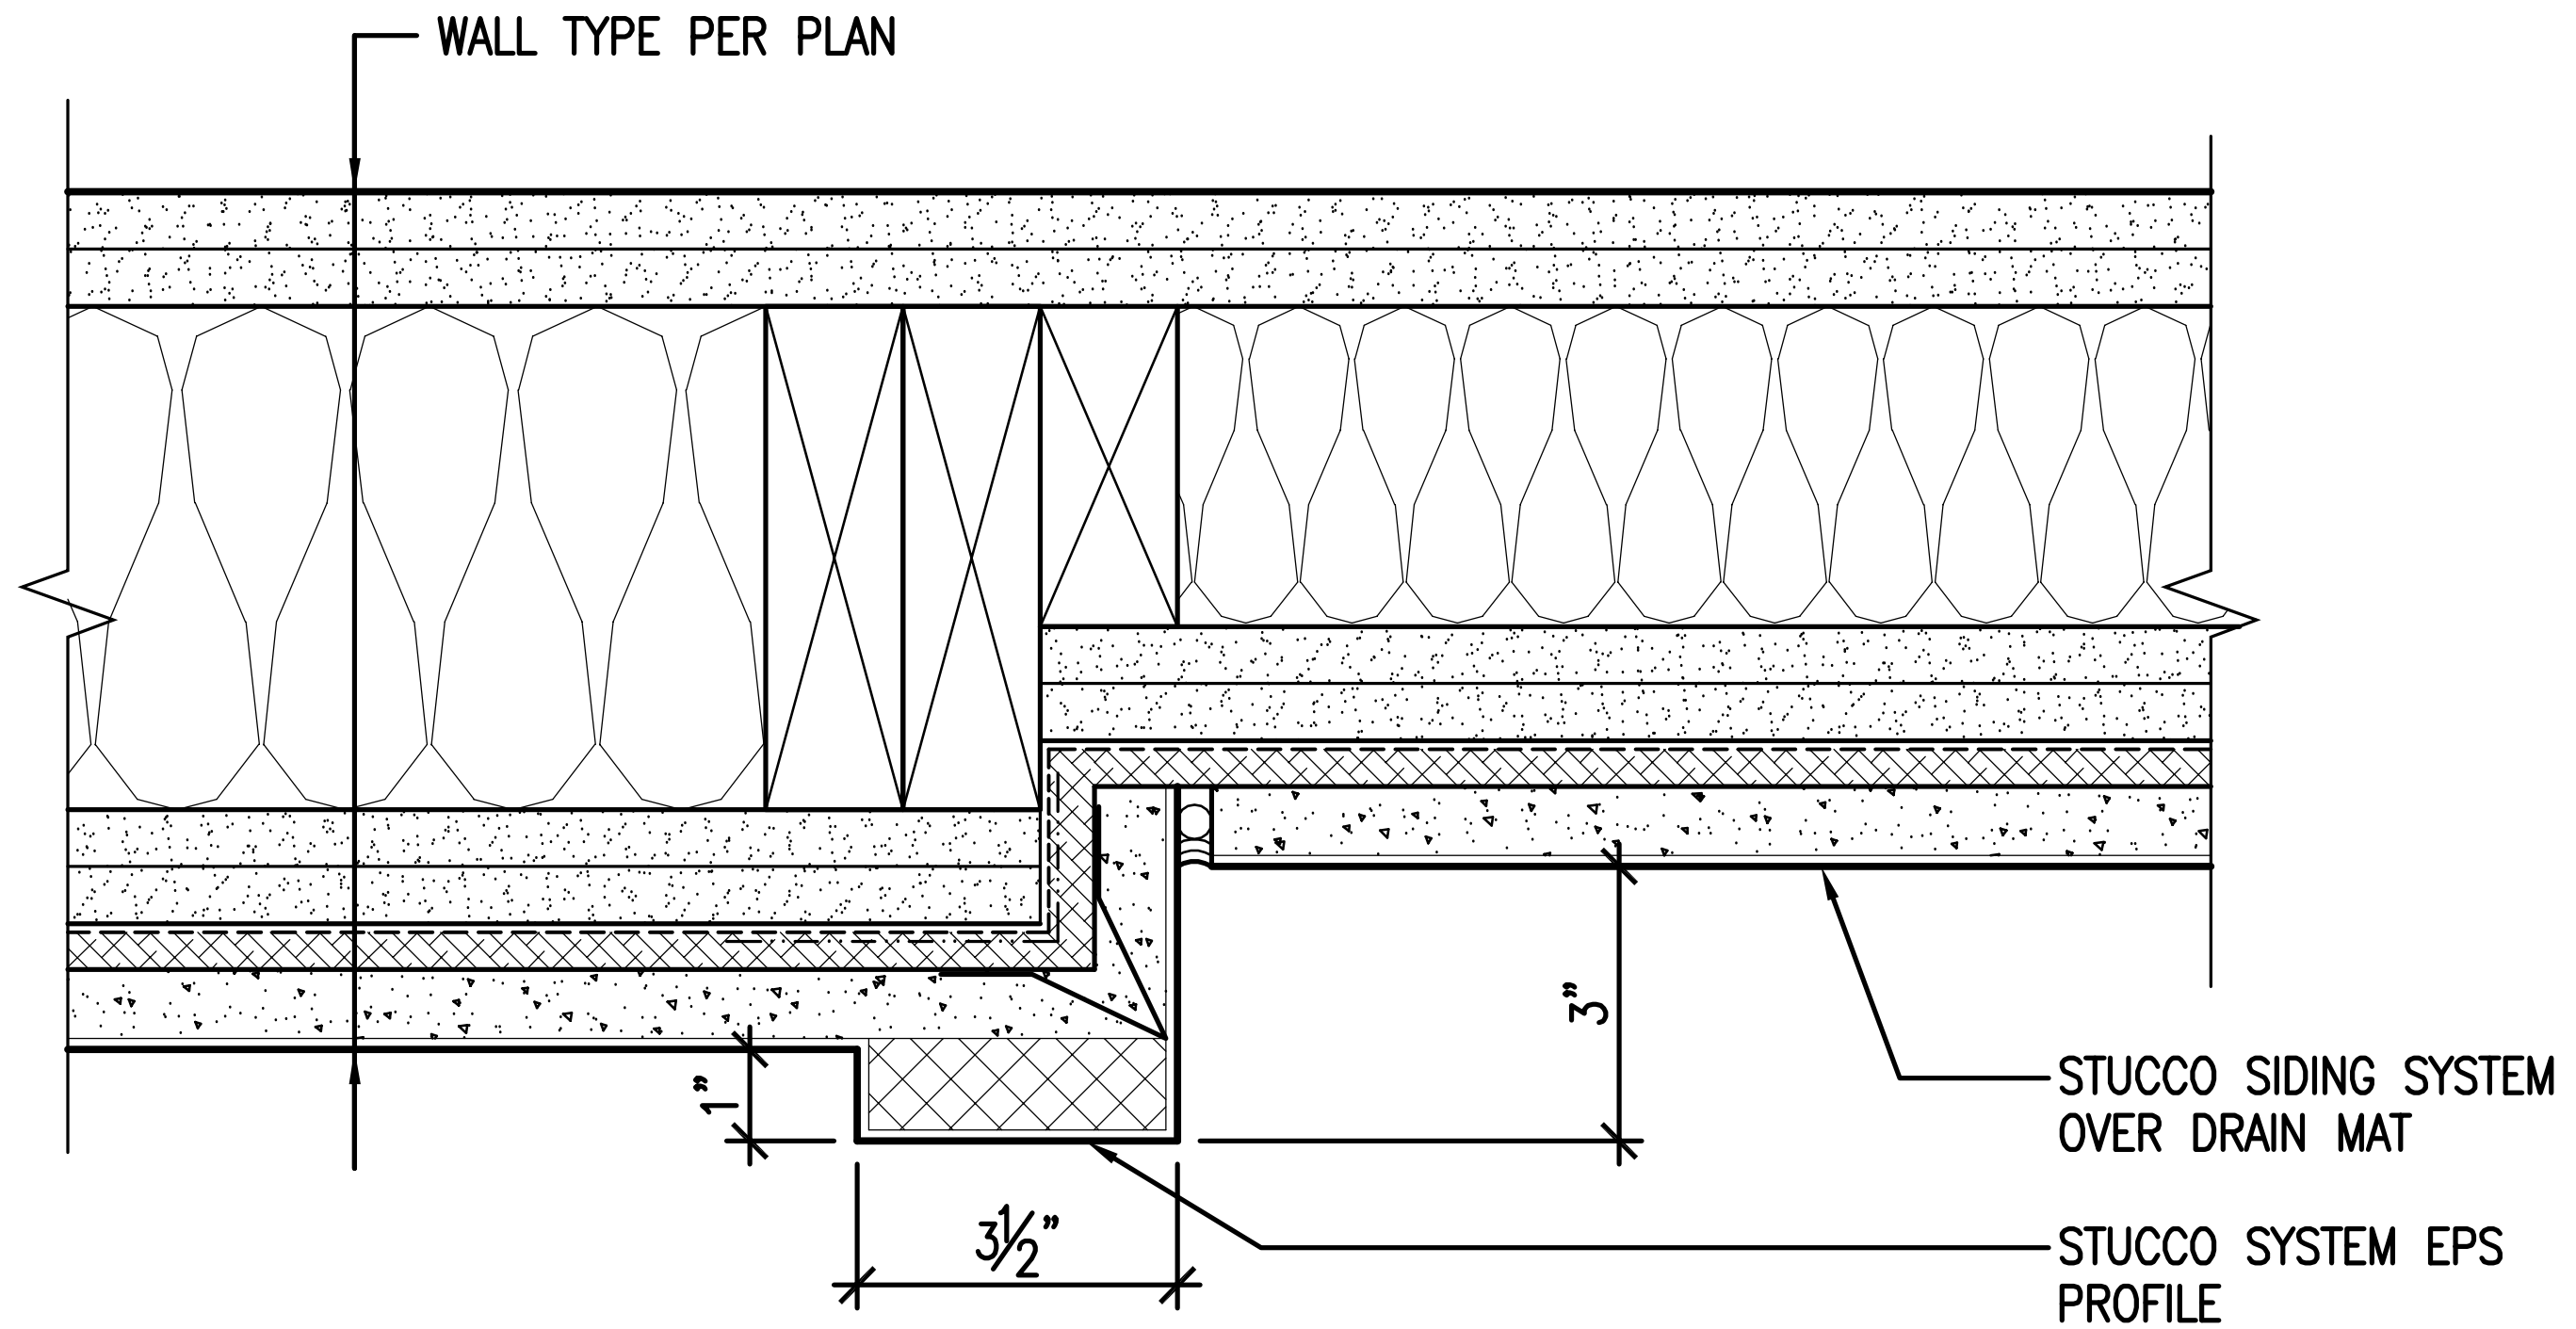 WALL TYPE PER PLAN
1"
3"
3½"
STUCCO SIDING SYSTEM
OVER DRAIN MAT
STUCCO SYSTEM EPS
PROFILE